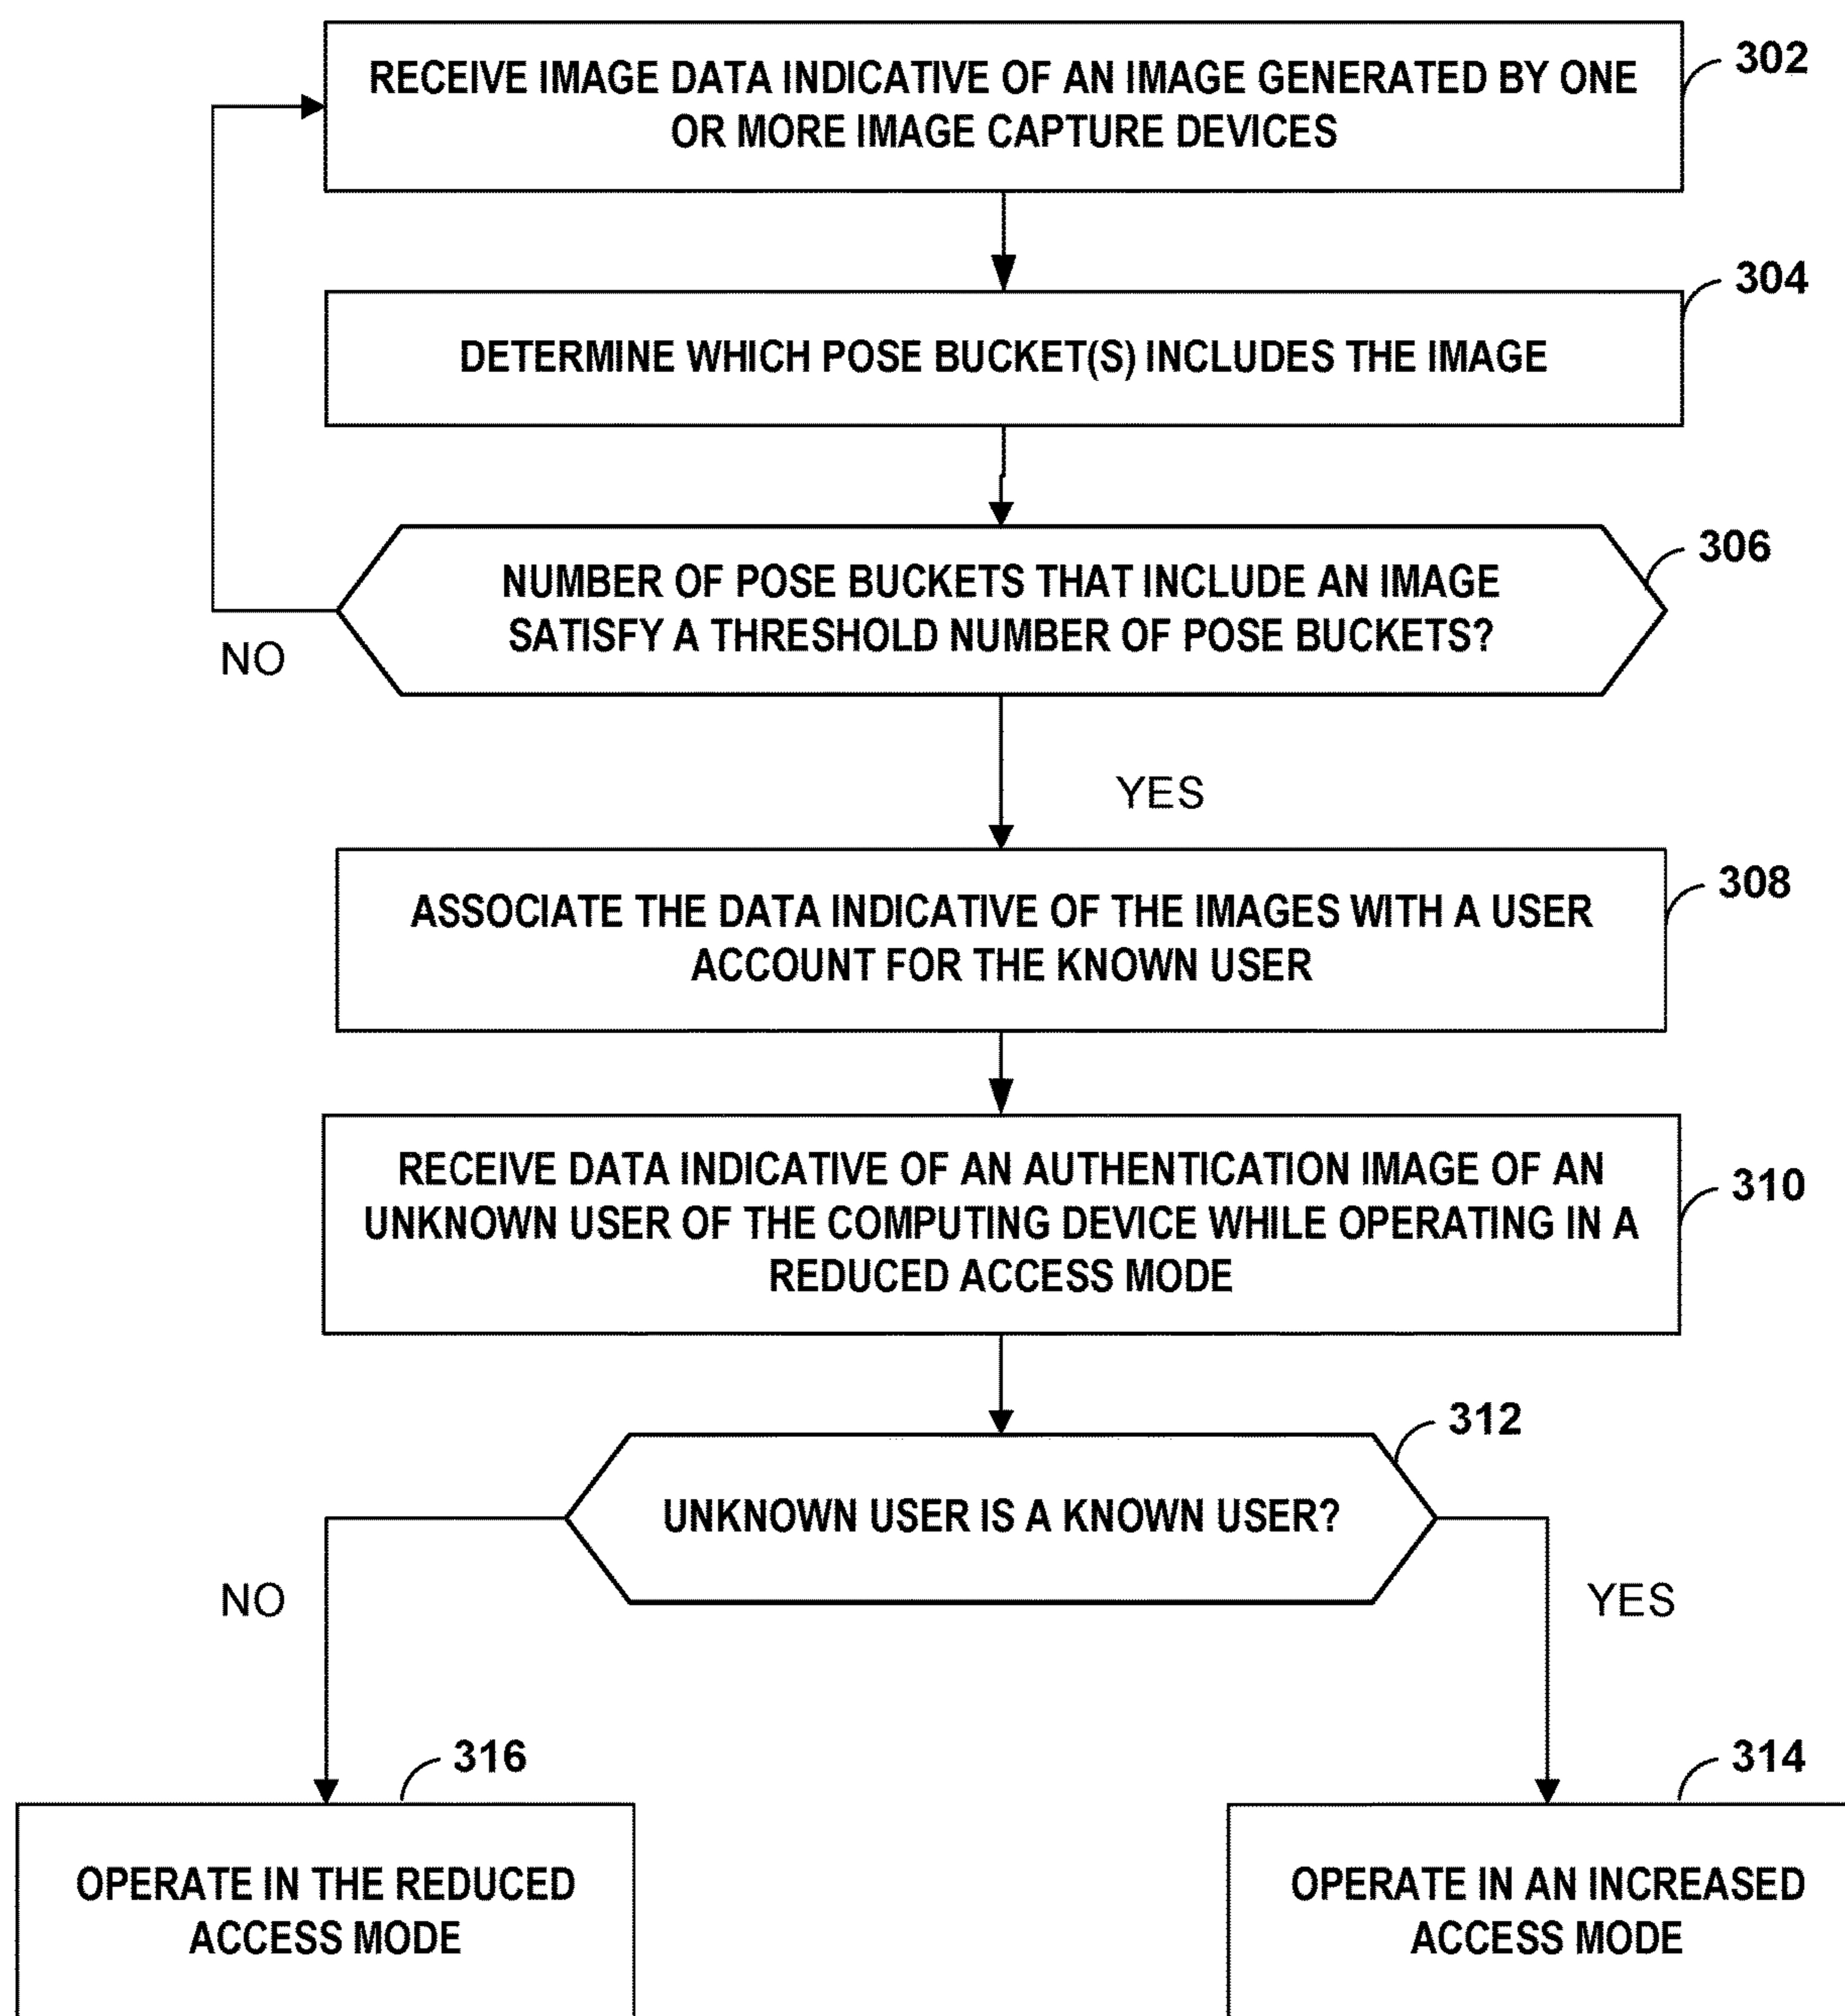 302
RECEIVE IMAGE DATA INDICATIVE OF AN IMAGE GENERATED BY ONE
OR MORE IMAGE CAPTURE DEVICES
304
DETERMINE WHICH POSE BUCKET(S) INCLUDES THE IMAGE
306
NUMBER OF POSE BUCKETS THAT INCLUDE AN IMAGE
SATISFY A THRESHOLD NUMBER OF POSE BUCKETS?
NO
YES
308
ASSOCIATE THE DATA INDICATIVE OF THE IMAGES WITH A USER
ACCOUNT FOR THE KNOWN USER
310
RECEIVE DATA INDICATIVE OF AN AUTHENTICATION IMAGE OF AN
UNKNOWN USER OF THE COMPUTING DEVICE WHILE OPERATING IN A
REDUCED ACCESS MODE
312
UNKNOWN USER IS A KNOWN USER?
NO
YES
316
OPERATE IN THE REDUCED
ACCESS MODE
314
OPERATE IN AN INCREASED
ACCESS MODE